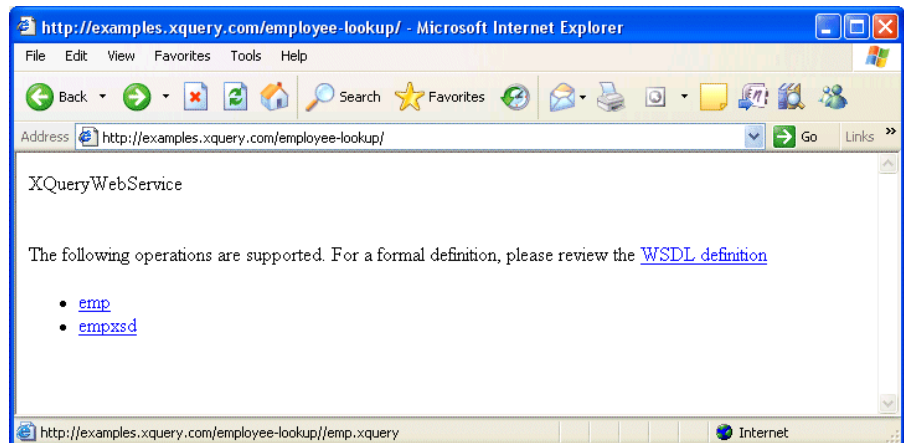 http://examples.xquery.com/employee-lookup/ - Microsoft Internet Explorer
File Edit View Favorites Tools Help
Back Search Favorites
Address http://examples.xquery.com/employee-lookup/ Go Links »
XQueryWebService
The following operations are supported. For a formal definition, please review the WSDL definition
• emp
• empxsd
http://examples.xquery.com/employee-lookup//emp.xquery Internet